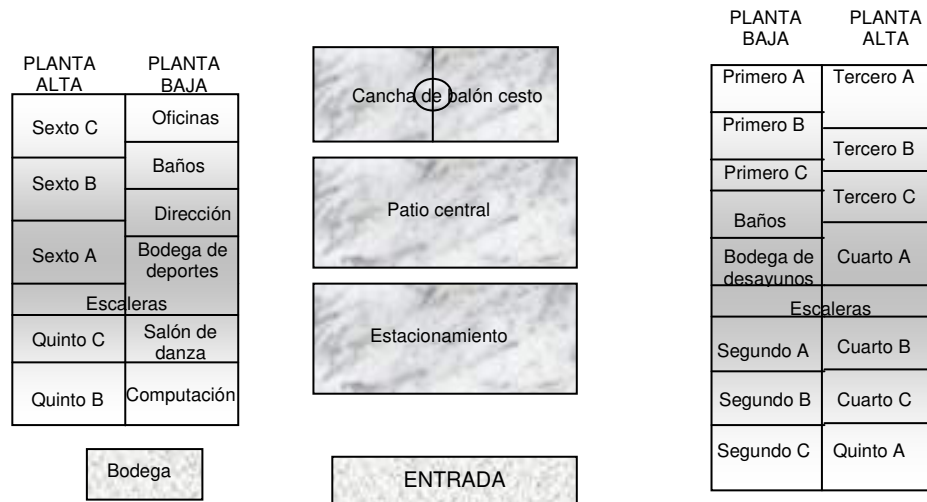 PLANTA
ALTA
PLANTA
BAJA
Sexto C
Oficinas
Sexto B
Baños
Dirección
Sexto A
Bodega de
deportes
Escaleras
Quinto C
Salón de
danza
Quinto B
Computación
Bodega
Cancha de balón cesto
Patio central
Estacionamiento
ENTRADA
PLANTA
BAJA
PLANTA
ALTA
Primero A
Tercero A
Primero B
Tercero B
Primero C
Tercero C
Baños
Bodega de
desayunos
Cuarto A
Escaleras
Segundo A
Cuarto B
Segundo B
Cuarto C
Segundo C
Quinto A